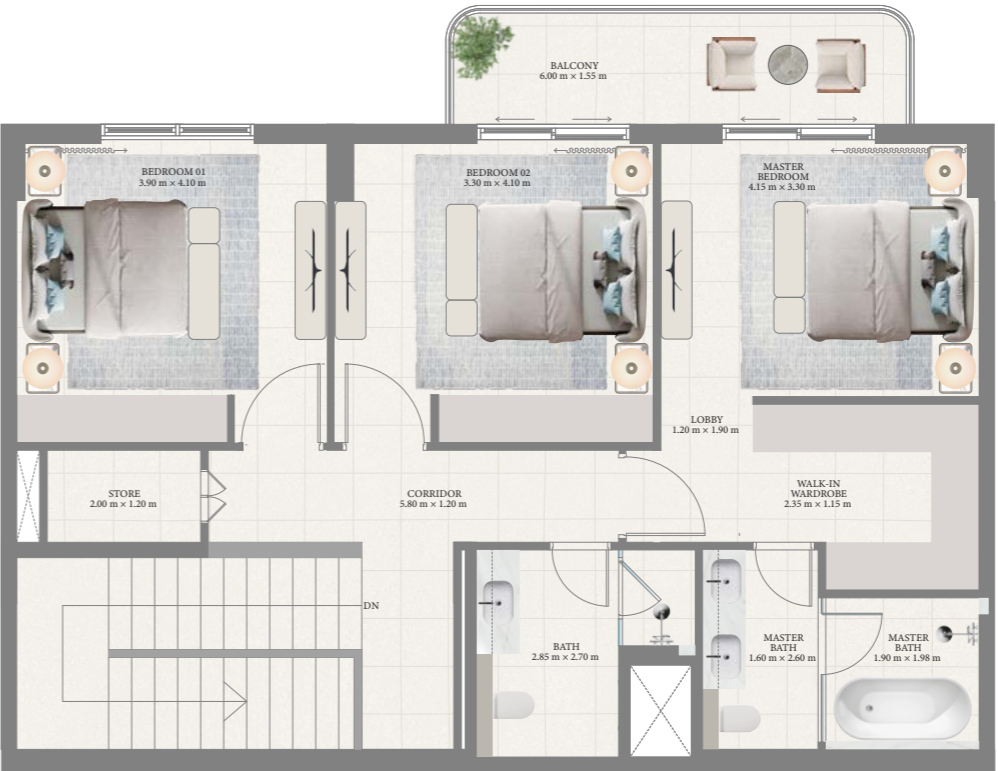 BALCONY
6.00 m × 1.55 m
BEDROOM 01
3.90 m × 4.10 m
BEDROOM 02
3.30 m × 4.10 m
MASTER
BEDROOM
4.15 m × 3.30 m
LOBBY
1.20 m × 1.90 m
STORE
2.00 m × 1.20 m
CORRIDOR
5.80 m × 1.20 m
WALK-IN
WARDROBE
2.35 m × 1.15 m
DN
BATH
2.85 m × 2.70 m
MASTER
BATH
1.60 m × 2.60 m
MASTER
BATH
1.90 m × 1.98 m